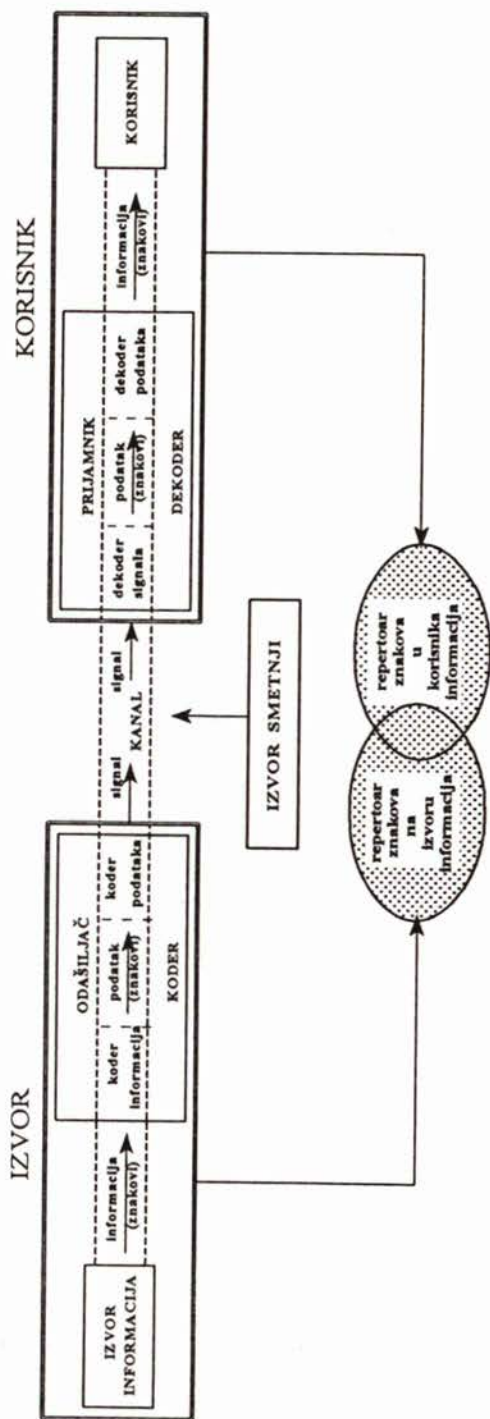 IZVOR
IZVOR
INFORMACIJA
informacija
(znakovi)
ODAŠILJAČ
koder
informacija
podatak
(znakovi)
koder
podataka
KODER
signal
KANAL
signal
IZVOR SMETNJI
KORISNIK
PRIJAMNIK
dekoder
signala
podatak
(znakovi)
dekoder
podataka
DEKODER
informacija
(znakovi)
KORISNIK
repertoar
znakova
na
izvoru
informacija
repertoar
znakova
u
korisnika
informacija